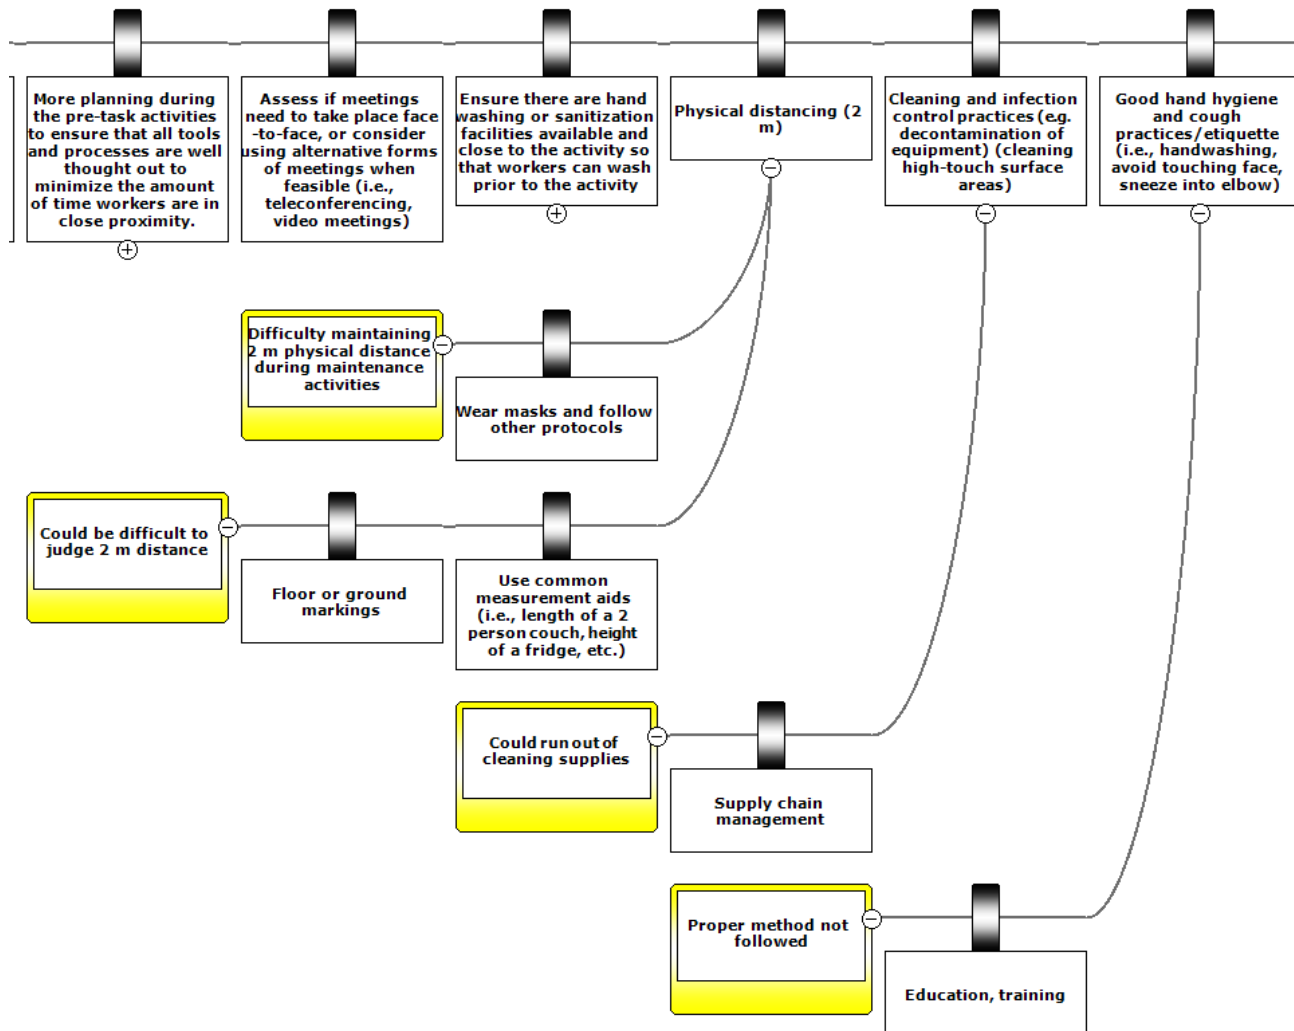 More planning during
the pre-task activities
to ensure that all tools
and processes are well
thought out to
minimize the amount
of time workers are in
close proximity.
Assess if meetings
need to take place face
-to-face, or consider
using alternative forms
of meetings when
feasible (i.e.,
teleconferencing,
video meetings)
Ensure there are hand
washing or sanitization
facilities available and
close to the activity so
that workers can wash
prior to the activity
Physical distancing (2
m)
Cleaning and infection
control practices (e.g.
decontamination of
equipment) (cleaning
high-touch surface
areas)
Good hand hygiene
and cough
practices/etiquette
(i.e., handwashing,
avoid touching face,
sneeze into elbow)
Difficulty maintaining
2 m physical distance
during maintenance
activities
Wear masks and follow
other protocols
Could be difficult to
judge 2 m distance
Floor or ground
markings
Use common
measurement aids
(i.e., length of a 2
person couch, height
of a fridge, etc.)
Could run out of
cleaning supplies
Supply chain
management
Proper method not
followed
Education, training